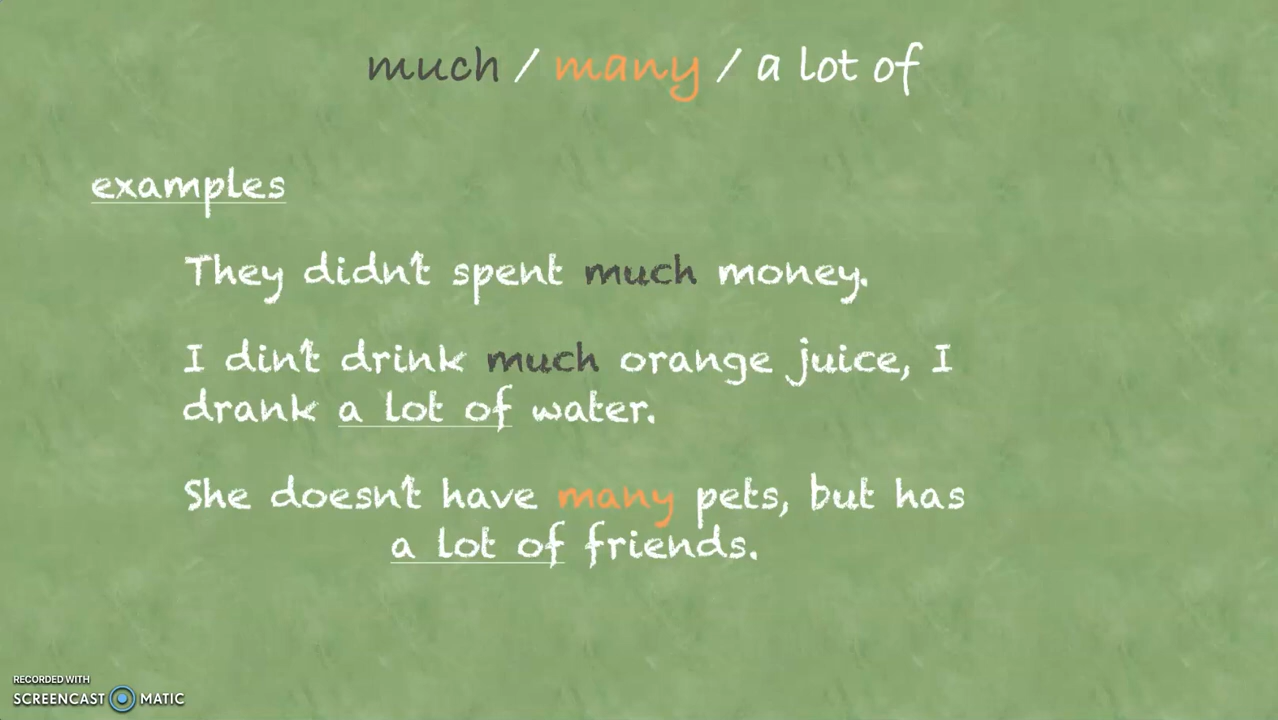 much / many / a lot of
examples
They didn't spent much money.
I din't drink much orange juice, I
drank a lot of water.
She doesn't have many pets, but has
a lot of friends.
RECORDED WITH
SCREENCAST MATIC